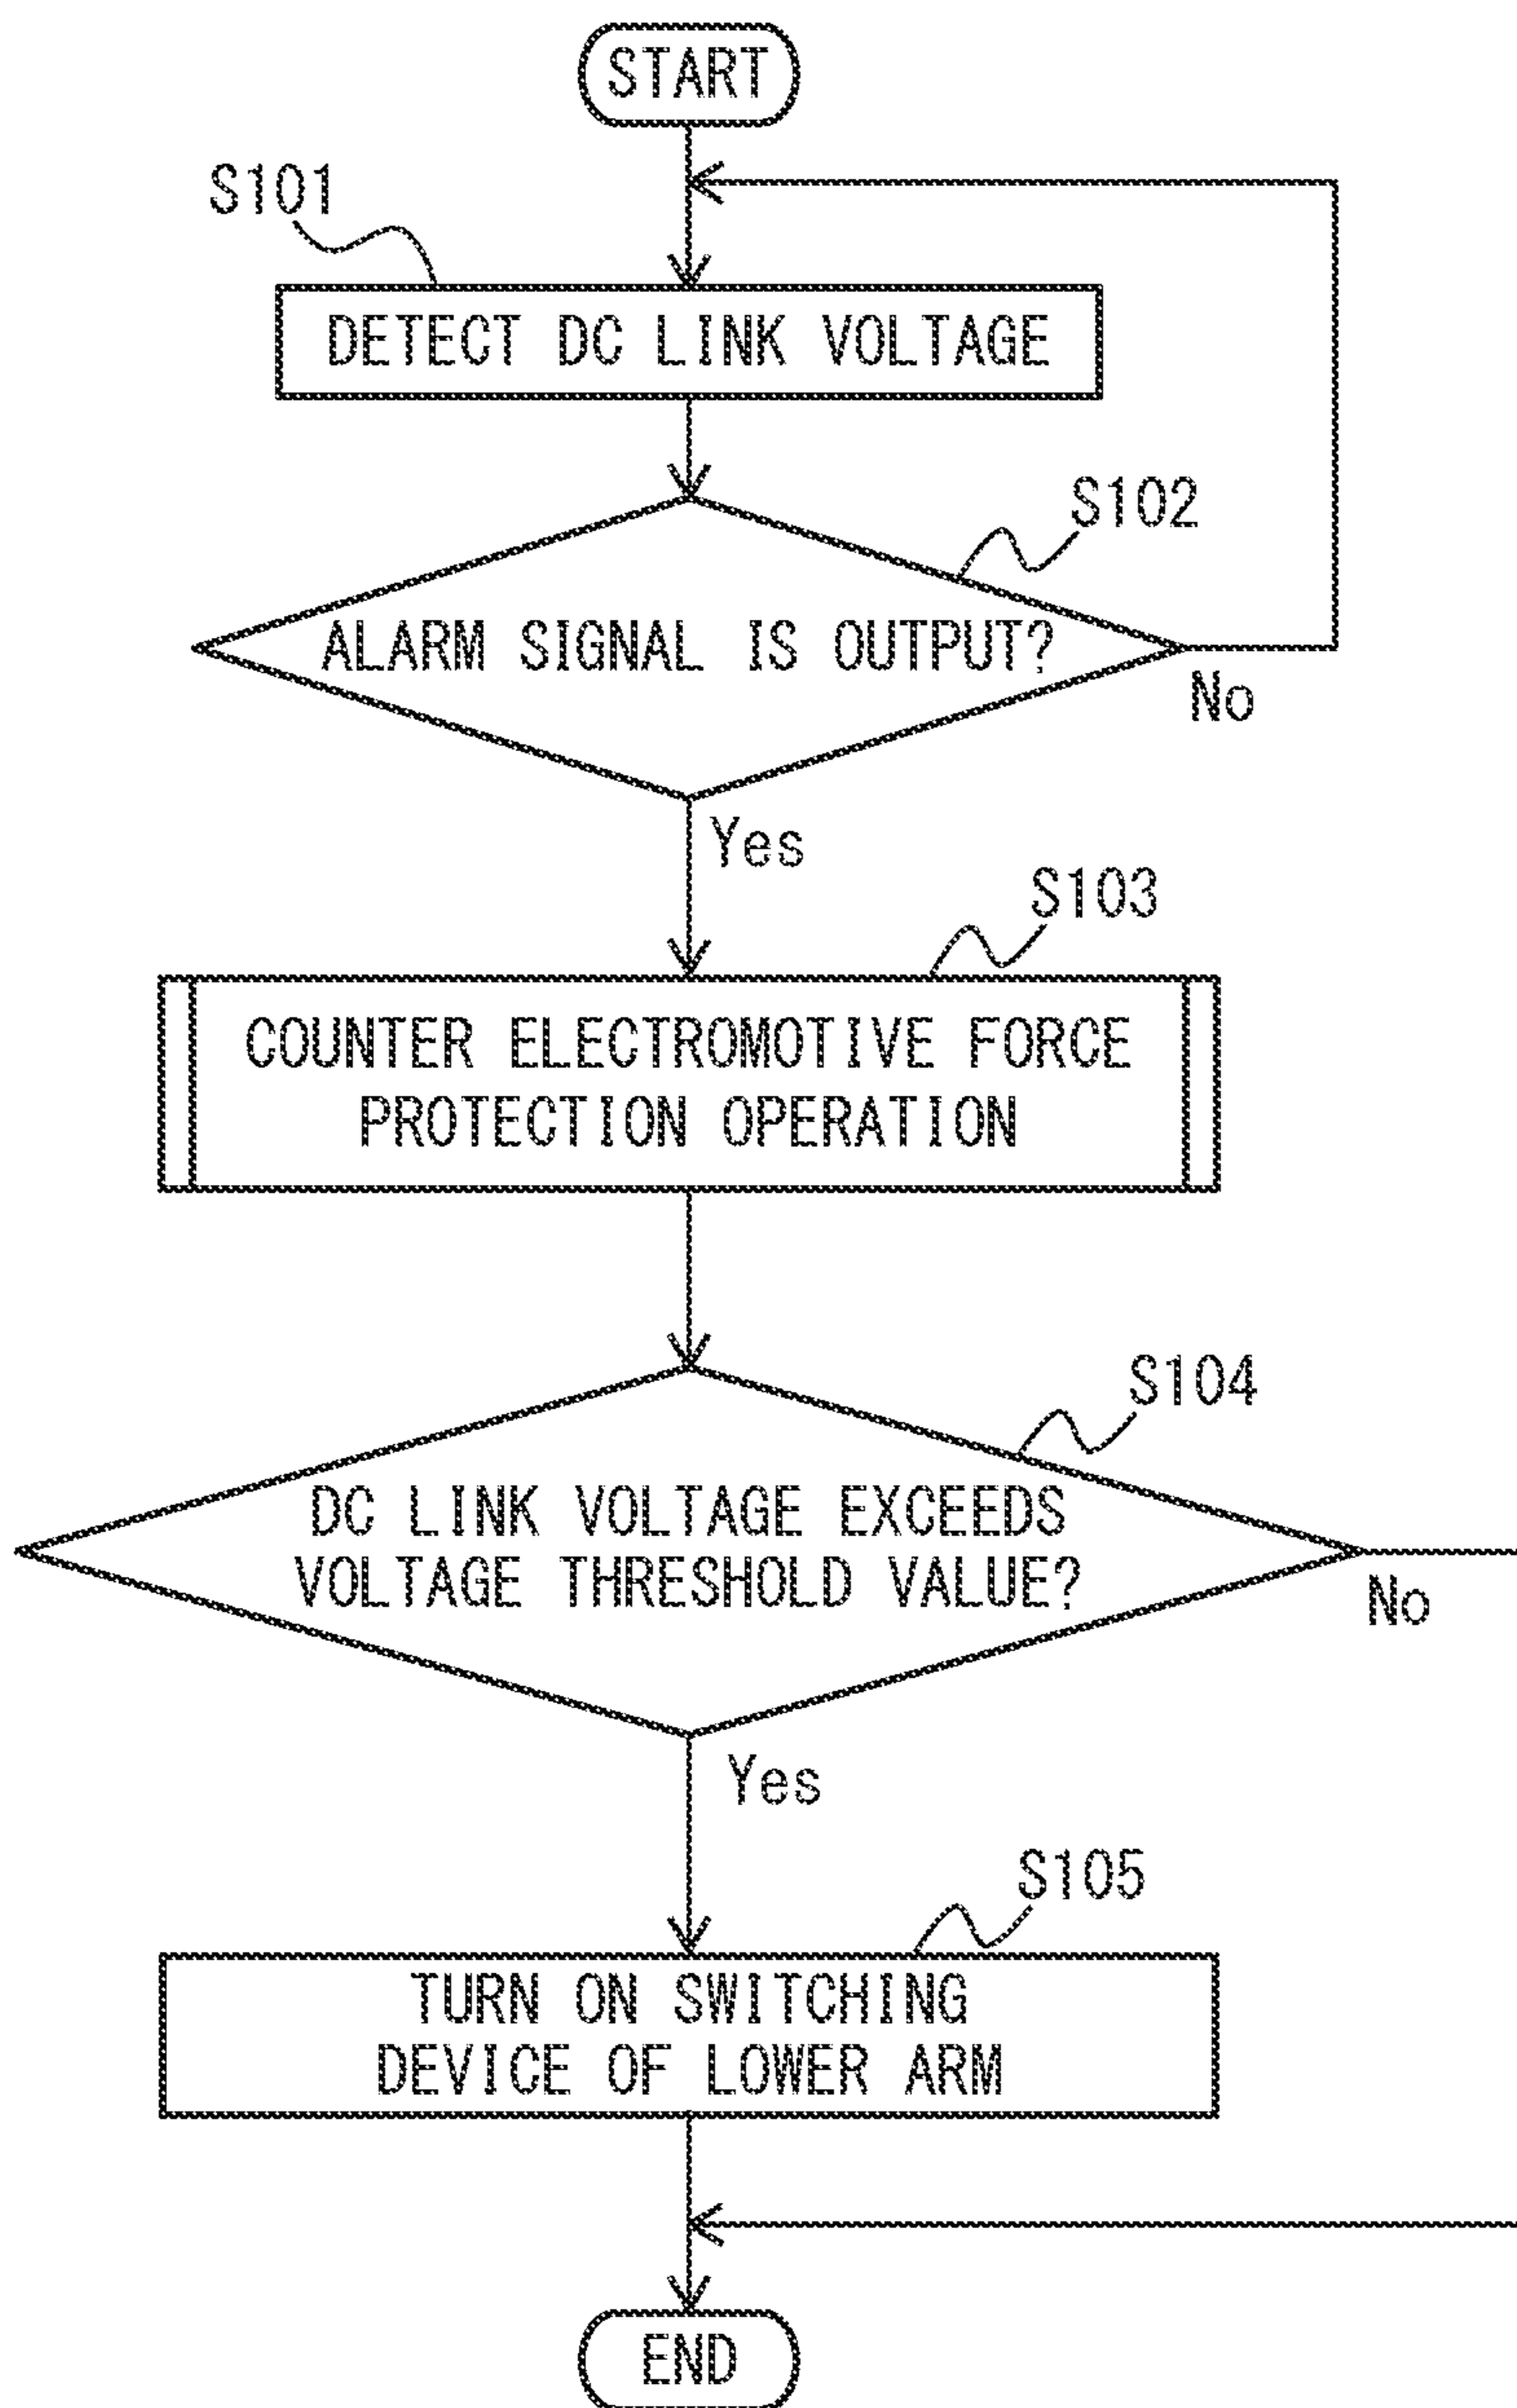 START
S101
DETECT DC LINK VOLTAGE
S102
ALARM SIGNAL IS OUTPUT?
No
Yes
S103
COUNTER ELECTROMOTIVE FORCE
PROTECTION OPERATION
S104
DC LINK VOLTAGE EXCEEDS
VOLTAGE THRESHOLD VALUE?
No
Yes
S105
TURN ON SWITCHING
DEVICE OF LOWER ARM
END